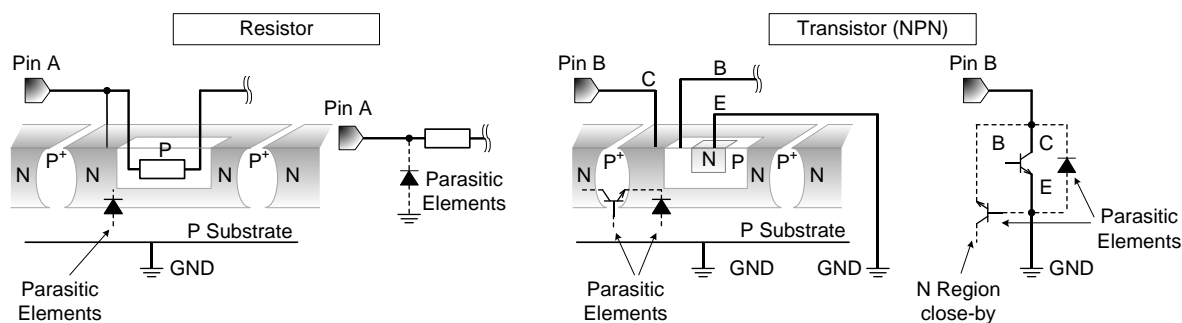 Resistor
Pin A
P
N
P+
N
P+
N
N
P Substrate
GND
Parasitic
Elements
Pin A
Parasitic
Elements
Transistor (NPN)
Pin B
C
B
E
N
P+
N
N
P
P+
N
N
P Substrate
GND
GND
Parasitic
Elements
Pin B
B
C
E
Parasitic
Elements
GND
N Region
close-by